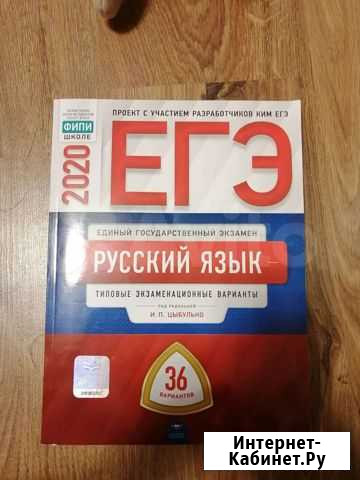 ПРОЕКТ С УЧАСТИЕМ РАЗРАБОТЧИКОВ КИМ ЕГЭ
ФИПИ
ШКОЛЕ
2020
ЕГЭ
ЕДИНЫЙ ГОСУДАРСТВЕННЫЙ ЭКЗАМЕН
РУССКИЙ ЯЗЫК
ТИПОВЫЕ ЭКЗАМЕНАЦИОННЫЕ ВАРИАНТЫ
ПОД РЕДАКЦИЕЙ
И. П. ЦЫБУЛЬКО
36
ВАРИАНТОВ
Интернет-
Кабинет.Ру